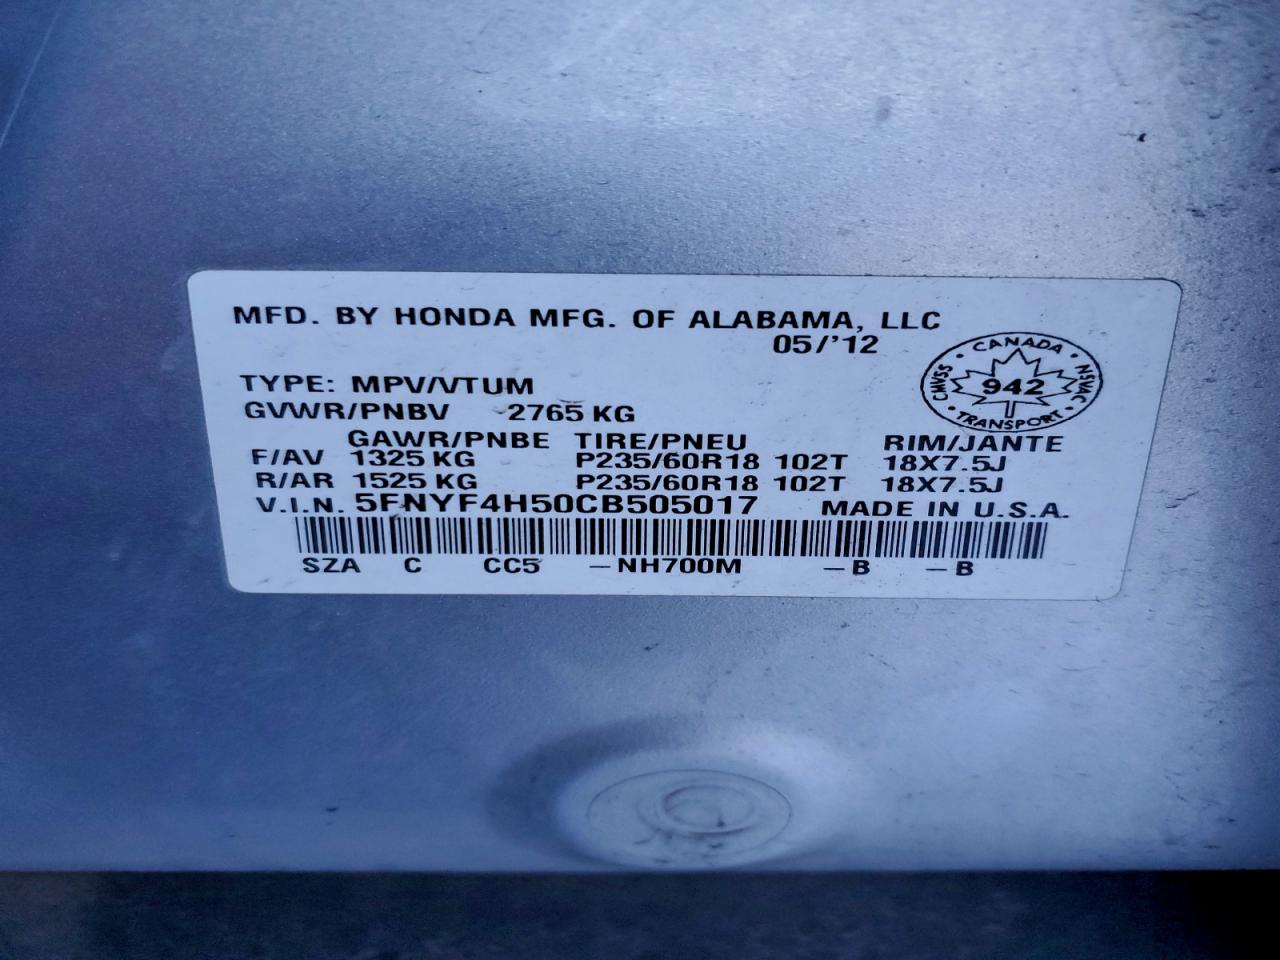 MFD. BY HONDA MFG. OF ALABAMA, LLC
05/'12
CMVSS • CANADA • NSVAC • TRANSPORT •
942
TYPE: MPV/VTUM
GVWR/PNBV 2765 KG
GAWR/PNBE TIRE/PNEU RIM/JANTE
F/AV 1325 KG P235/60R18 102T 18X7.5J
R/AR 1525 KG P235/60R18 102T 18X7.5J
V.I.N. 5FNYF4H50CB505017 MADE IN U.S.A.
SZA C CC5 –NH700M –B –B